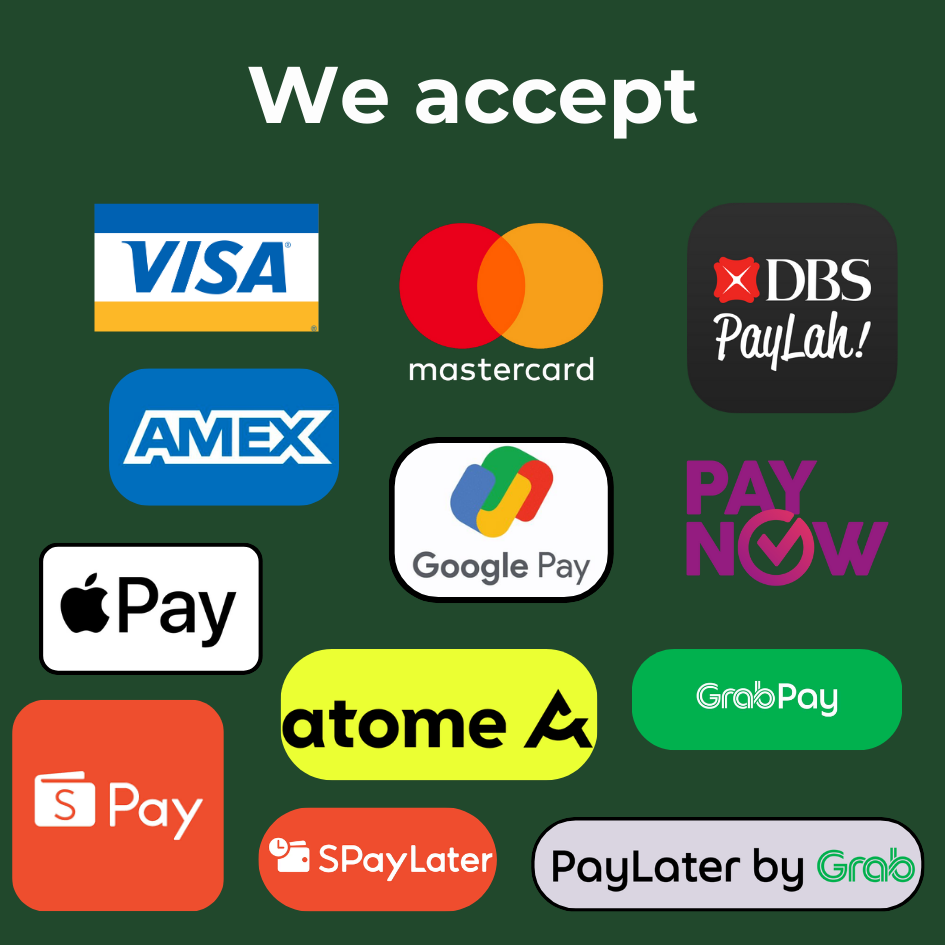 We accept
VISA
mastercard
DBS
PayLah!
AMEX
Google Pay
PAY
NOW
Pay
atome
GrabPay
S Pay
SPayLater
PayLater by Grab